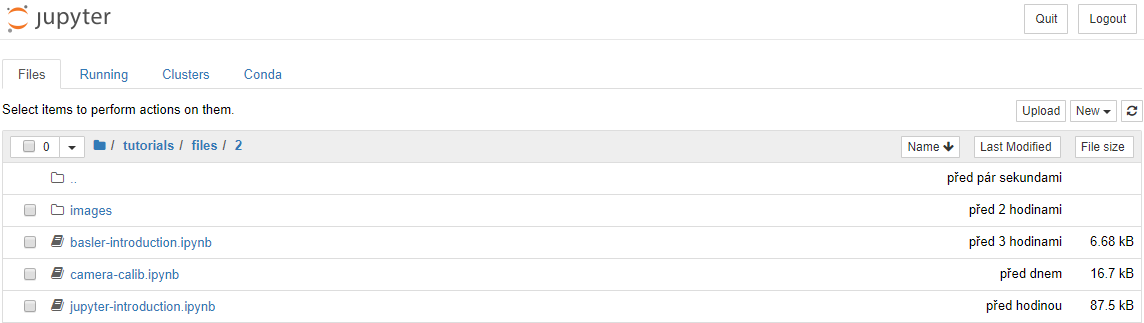 jupyter Quit Logout
Files Running Clusters Conda
Select items to perform actions on them. Upload New
0 / tutorials / files / 2 Name Last Modified File size
.. před pár sekundami
images před 2 hodinami
basler-introduction.ipynb před 3 hodinami 6.68 kB
camera-calib.ipynb před dnem 16.7 kB
jupyter-introduction.ipynb před hodinou 87.5 kB